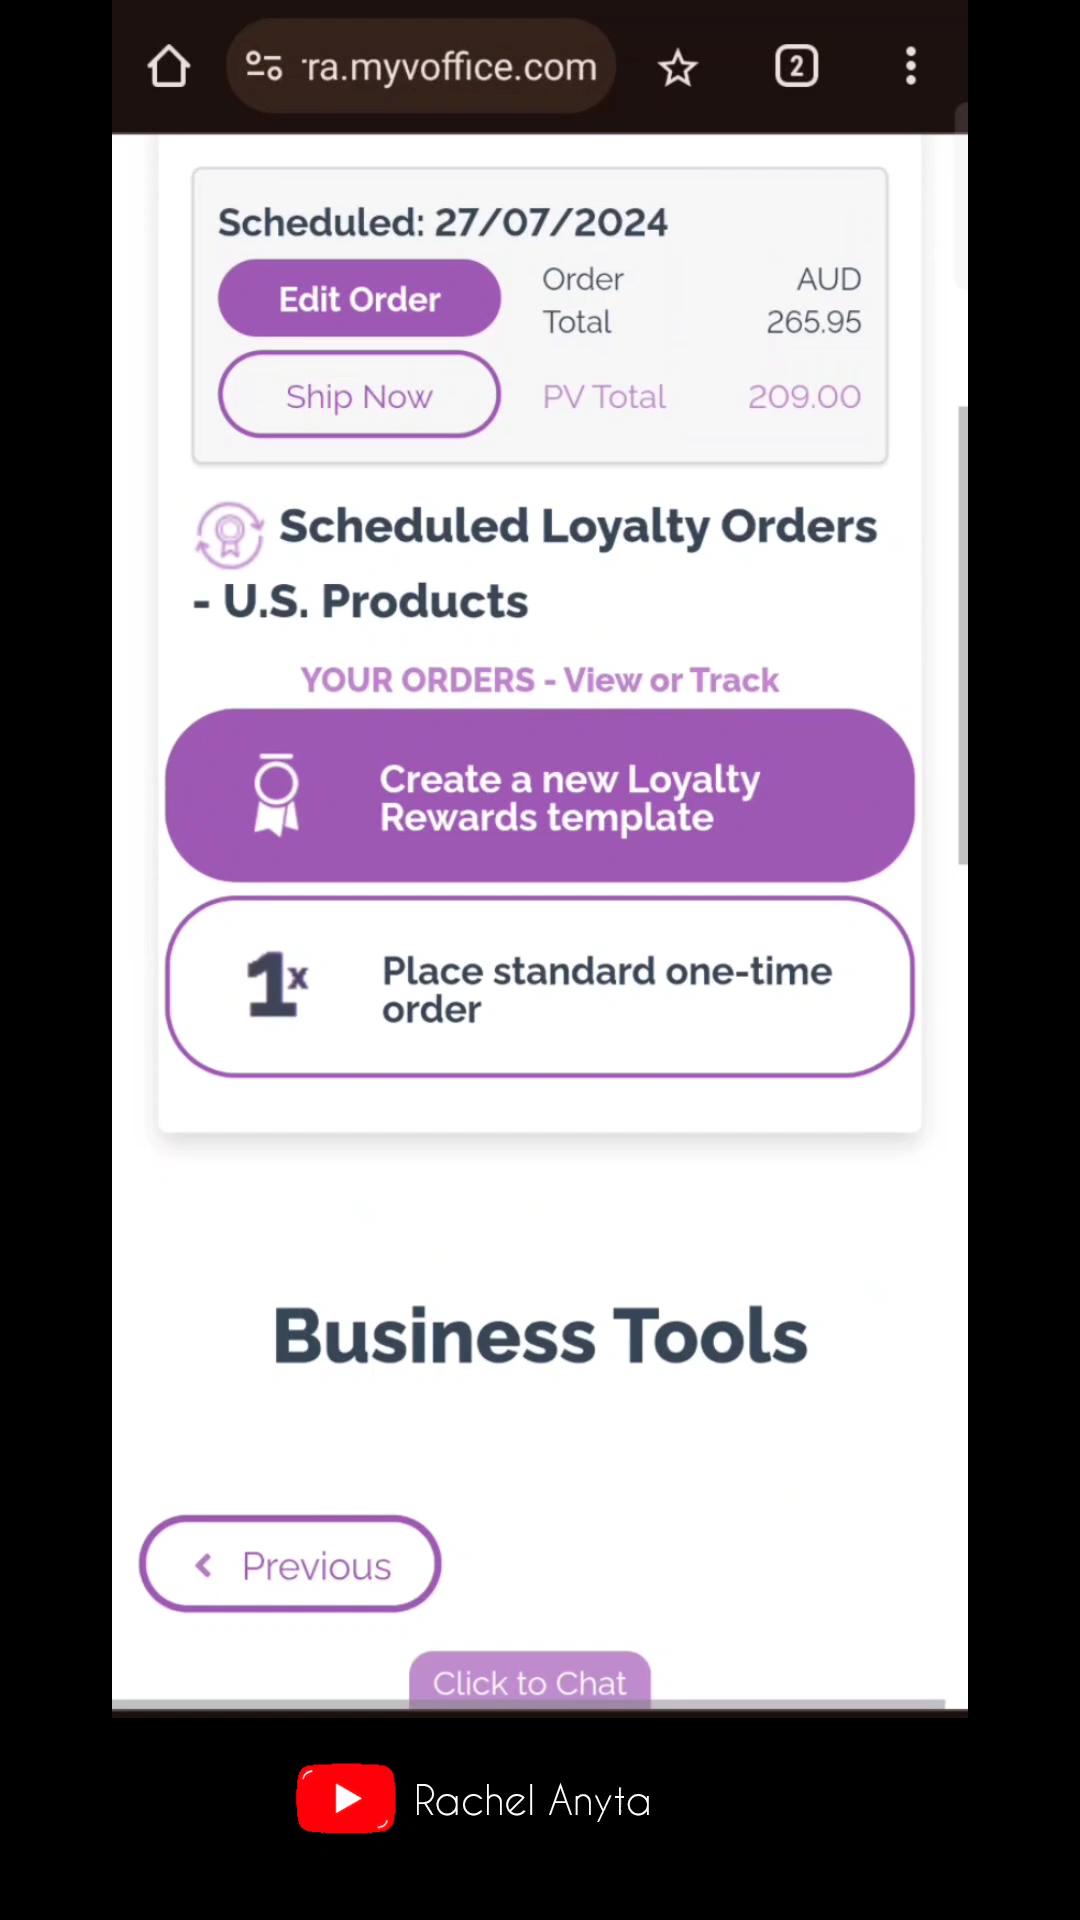 ra.myvoffice.com
2
Scheduled: 27/07/2024
Edit Order
Order Total
AUD 265.95
Ship Now
PV Total
209.00
Scheduled Loyalty Orders
- U.S. Products
YOUR ORDERS - View or Track
Create a new Loyalty
Rewards template
1x
Place standard one-time
order
Business Tools
Previous
Click to Chat
Rachel Anyta